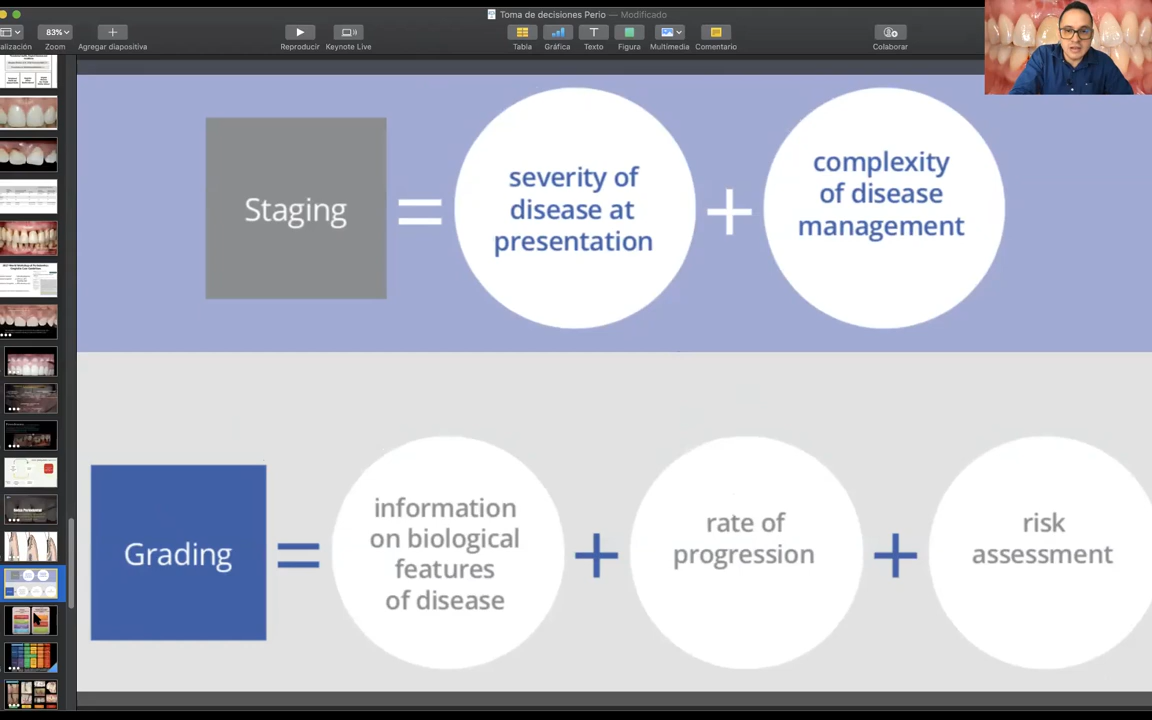 Toma de decisiones Perio — Modificado
alización
83%
Zoom
Agregar diapositiva
Reproducir
Keynote Live
Tabla
Gráfica
Texto
Figura
Multimedia
Comentario
Colaborar
Staging
=
severity of
disease at
presentation
+
complexity
of disease
management
Grading
=
information
on biological
features
of disease
+
rate of
progression
+
risk
assessment